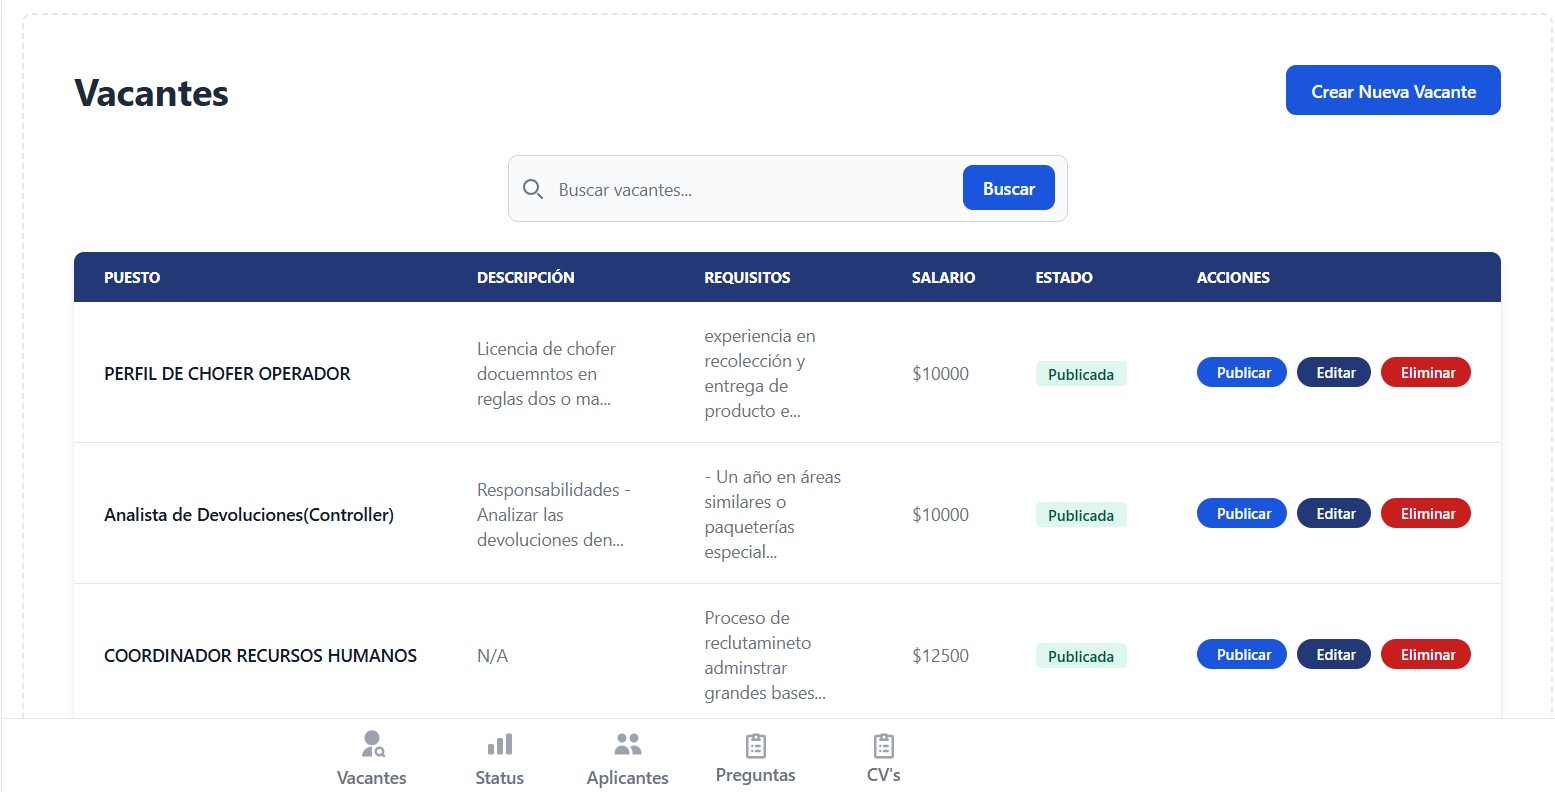 Vacantes
Crear Nueva Vacante
Buscar vacantes...
Buscar
PUESTO DESCRIPCIÓN REQUISITOS SALARIO ESTADO ACCIONES
PERFIL DE CHOFER OPERADOR
Licencia de chofer
docuemntos en
reglas dos o ma...
experiencia en
recolección y
entrega de
producto e...
$10000
Publicada
Publicar Editar Eliminar
Analista de Devoluciones(Controller)
Responsabilidades -
Analizar las
devoluciones den...
- Un año en áreas
similares o
paqueterías
especial...
$10000
Publicada
Publicar Editar Eliminar
COORDINADOR RECURSOS HUMANOS
N/A
Proceso de
reclutamineto
adminstrar
grandes bases...
$12500
Publicada
Publicar Editar Eliminar
Vacantes Status Aplicantes Preguntas CV's